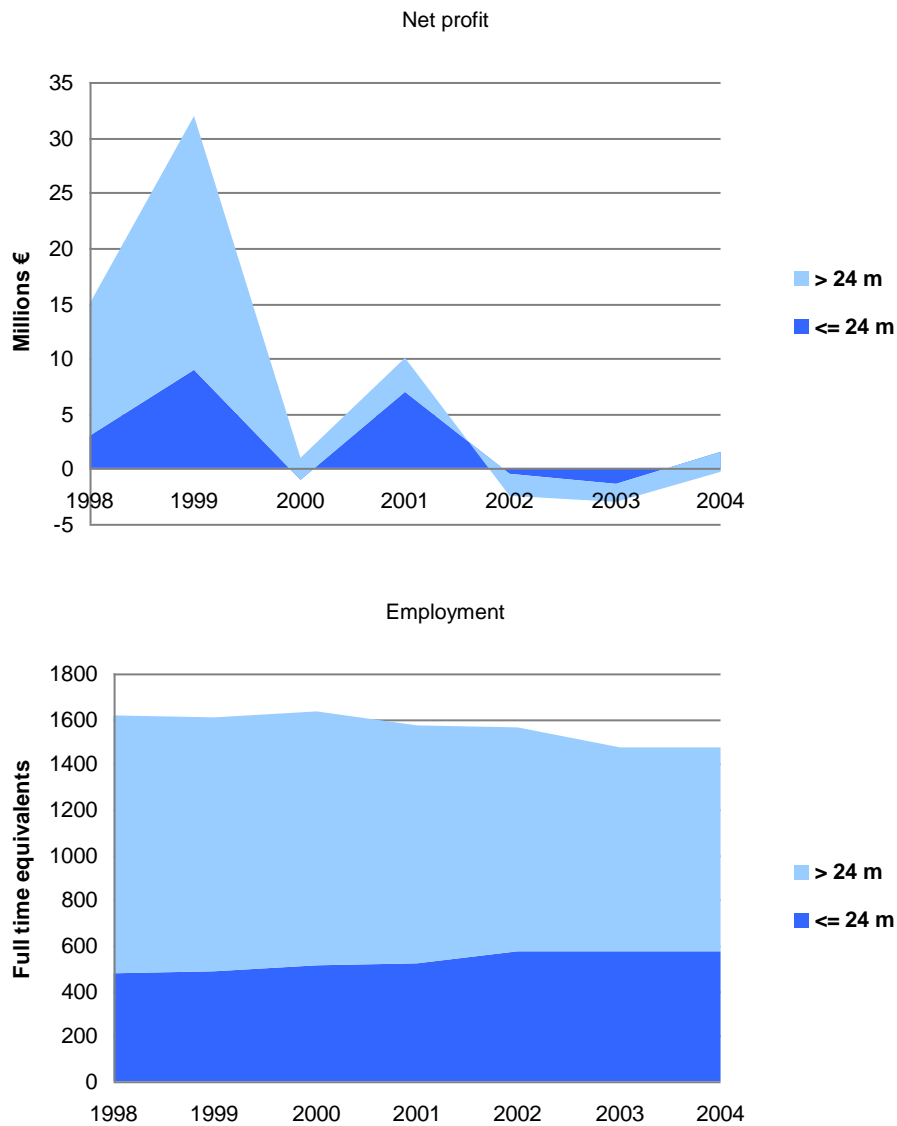 Net profit
35
30
25
20
15
10
5
0
-5
Millions €
1998 1999 2000 2001 2002 2003 2004
> 24 m
<= 24 m
Employment
1800
1600
1400
1200
1000
800
600
400
200
0
Full time equivalents
1998 1999 2000 2001 2002 2003 2004
> 24 m
<= 24 m